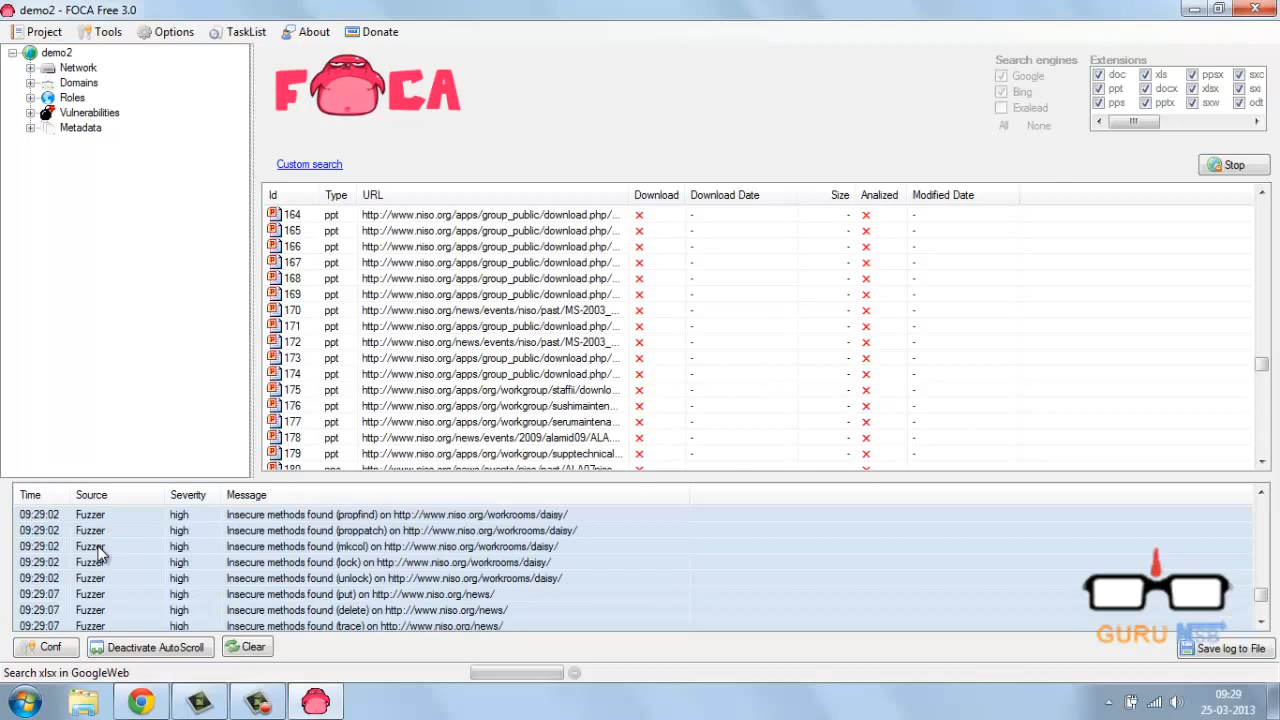 demo2 - FOCA Free 3.0
Project Tools Options TaskList About Donate
demo2
Network
Domains
Roles
Vulnerabilities
Metadata
FOCA
Search engines
Google
Bing
Exalead
All None
Extensions
doc xls ppsx sxc
ppt docx xlsx sxi
pps pptx sxw odt
Custom search
Stop
Id Type URL Download Download Date Size Analized Modified Date
164 ppt http://www.niso.org/apps/group_public/download.php/... - - -
165 ppt http://www.niso.org/apps/group_public/download.php/... - - -
166 ppt http://www.niso.org/apps/group_public/download.php/... - - -
167 ppt http://www.niso.org/apps/group_public/download.php/... - - -
168 ppt http://www.niso.org/apps/group_public/download.php/... - - -
169 ppt http://www.niso.org/apps/group_public/download.php/... - - -
170 ppt http://www.niso.org/news/events/niso/past/MS-2003_... - - -
171 ppt http://www.niso.org/apps/group_public/download.php/... - - -
172 ppt http://www.niso.org/news/events/niso/past/MS-2003_... - - -
173 ppt http://www.niso.org/apps/group_public/download.php/... - - -
174 ppt http://www.niso.org/apps/group_public/download.php/... - - -
175 ppt http://www.niso.org/apps/org/workgroup/staffii/downlo... - - -
176 ppt http://www.niso.org/apps/org/workgroup/sushimainten... - - -
177 ppt http://www.niso.org/apps/org/workgroup/serumaintena... - - -
178 ppt http://www.niso.org/news/events/2009/alamid09/ALA... - - -
179 ppt http://www.niso.org/apps/org/workgroup/supptechnical... - - -
Time Source Severity Message
09:29:02 Fuzzer high Insecure methods found (propfind) on http://www.niso.org/workrooms/daisy/
09:29:02 Fuzzer high Insecure methods found (proppatch) on http://www.niso.org/workrooms/daisy/
09:29:02 Fuzzer high Insecure methods found (mkcol) on http://www.niso.org/workrooms/daisy/
09:29:02 Fuzzer high Insecure methods found (lock) on http://www.niso.org/workrooms/daisy/
09:29:02 Fuzzer high Insecure methods found (unlock) on http://www.niso.org/workrooms/daisy/
09:29:07 Fuzzer high Insecure methods found (put) on http://www.niso.org/news/
09:29:07 Fuzzer high Insecure methods found (delete) on http://www.niso.org/news/
09:29:07 Fuzzer high Insecure methods found (trace) on http://www.niso.org/news/
GURU
Conf Deactivate AutoScroll Clear Save log to File
Search xlsx in GoogleWeb
09:29
25-03-2013